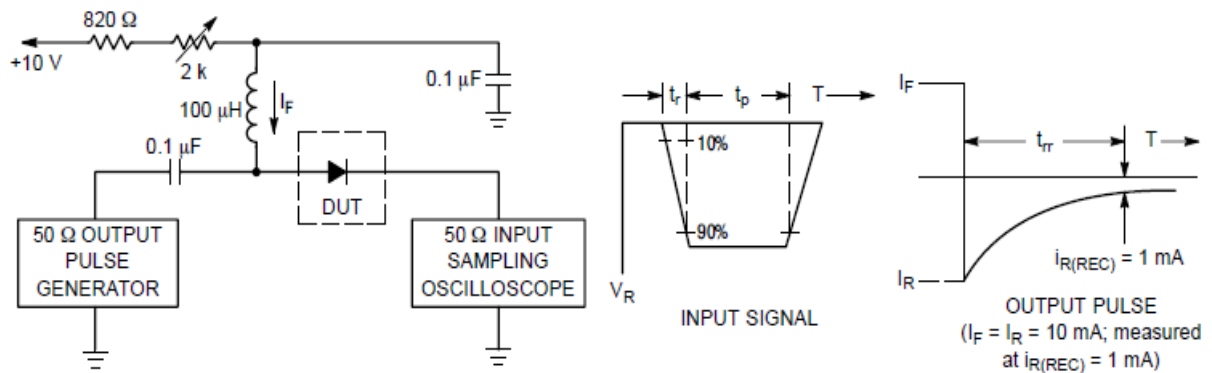 820 Ω
+10 V
2 k
100 μH
I_F
0.1 μF
0.1 μF
DUT
50 Ω OUTPUT
PULSE
GENERATOR
50 Ω INPUT
SAMPLING
OSCILLOSCOPE
t_r
t_p
T
10%
90%
V_R
INPUT SIGNAL
I_F
t_rr
T
i_R(REC) = 1 mA
I_R
OUTPUT PULSE
(I_F = I_R = 10 mA; measured
at i_R(REC) = 1 mA)